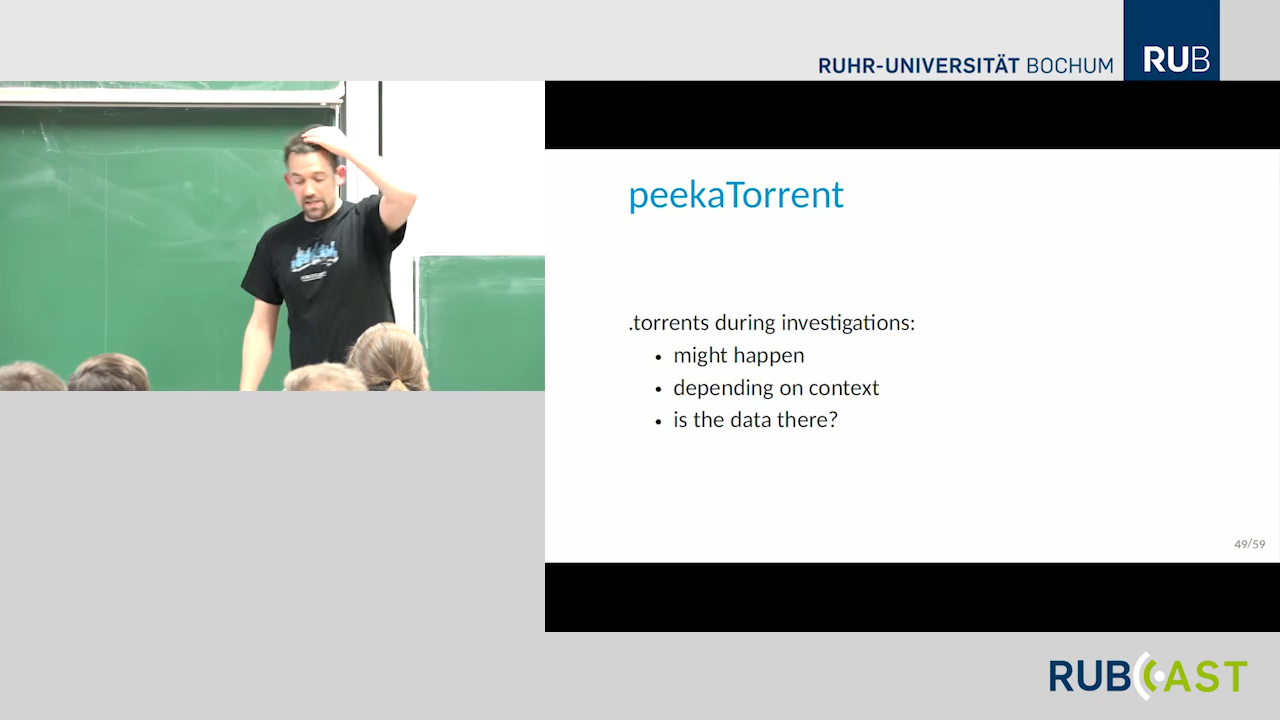 RUHR-UNIVERSITÄT BOCHUM
RUB
peekaTorrent
.torrents during investigations:
• might happen
• depending on context
• is the data there?
49/59
RUBCAST